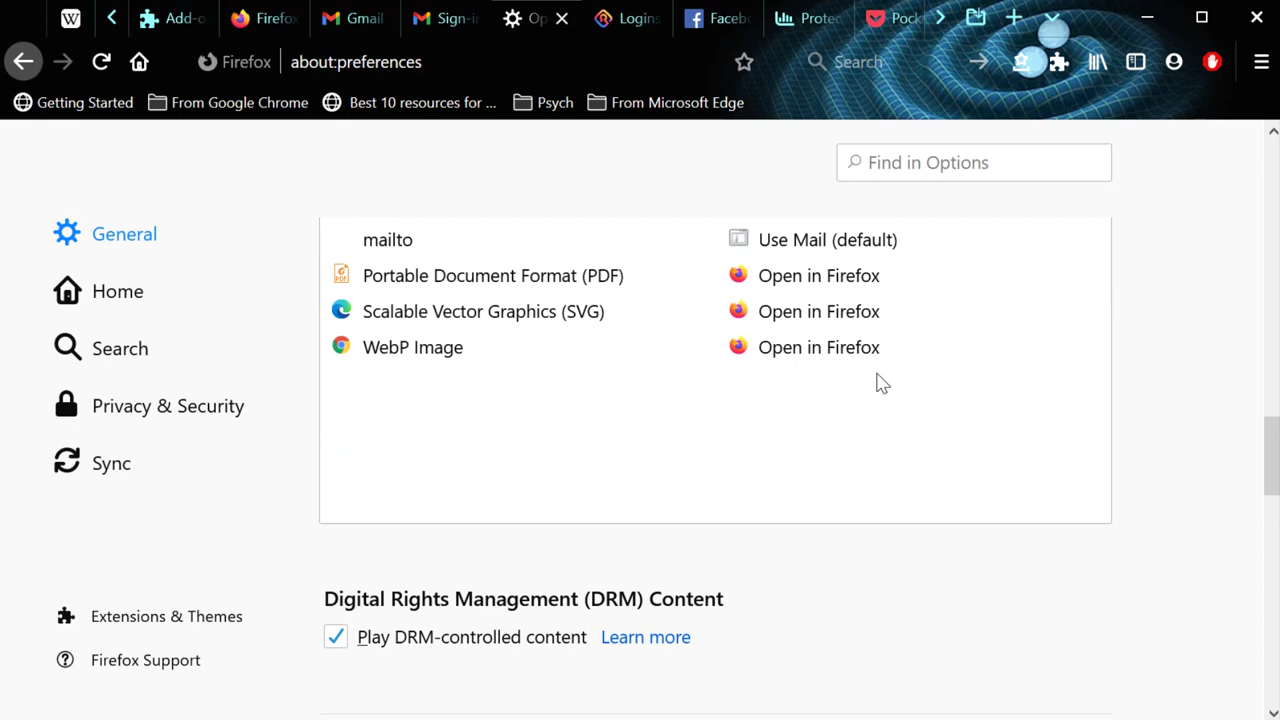 W Add-o Firefox Gmail Sign-in Op Logins Faceb Protec Pock
Firefox about:preferences Search
Getting Started From Google Chrome Best 10 resources for ... Psych From Microsoft Edge
Find in Options
General
Home
Search
Privacy & Security
Sync
Extensions & Themes
Firefox Support
mailto Use Mail (default)
Portable Document Format (PDF) Open in Firefox
Scalable Vector Graphics (SVG) Open in Firefox
WebP Image Open in Firefox
Digital Rights Management (DRM) Content
Play DRM-controlled content Learn more